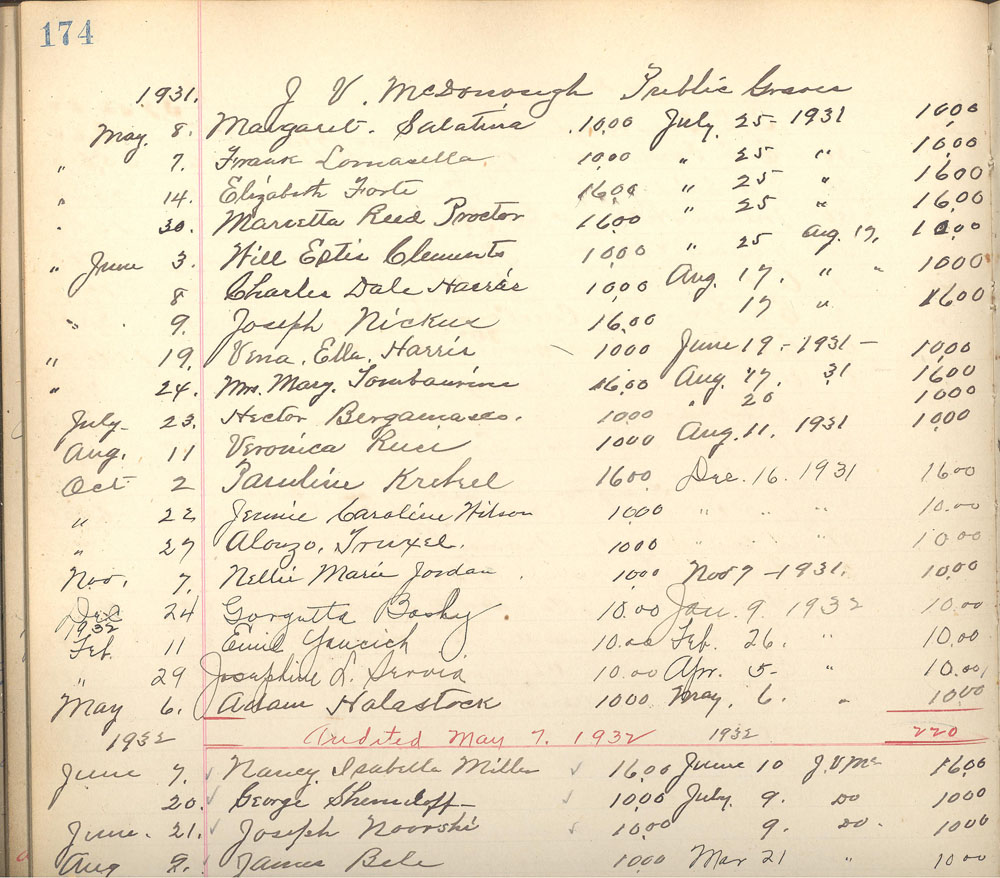 174
1931. J V. McDonough Public Graves
May. 8. Margaret. Salatina 10.00 July. 25 - 1931 10.00
" 7. Frank Lomasella 10.00 " 25 " 10.00
" 14. Elizabeth Forte 16.00 " 25 " 16.00
" 30. Marietta Reed Proctor 16.00 " 25 " 16.00
" June 3. Will Clements 10.00 " 25 Aug. 17, 10.00
8 Charles Dale Harris 10.00 Aug. 17. " " 10.00
" 9. Joseph Nickus 16.00 17 " 16.00
" 19. Vena. Ella. Harris 10.00 June 19 - 1931 - 10.00
" 24. Mrs. Mary. 16.00 Aug. 17. 31 16.00
July - 23. Hector Bergamasco. 10.00 " 20 10.00
Aug. 11 Veronica Ruci 10.00 Aug. 11. 1931 10.00
Oct 2 Pauline 16.00 Dec. 16. 1931 16.00
" 22 Jennie Caroline Wilson 10.00 " " " 10.00
" 27 Alonzo. Truxel. 10.00 " " " 10.00
Nov. 7. Nellie Marie Jordan. 10.00 Nov 7 - 1931. 10.00
Dec 24 10.00 Jan. 9. 1932 10.00
1932
Feb. 11 Emil Yancich 10.00 Feb. 26. " 10.00
" 29 Josephine L. Servia 10.00 Apr. 5 - " 10.00
May 6. Adam Halastock 10.00 May. 6. " 10.00
1932 Audited May 7. 1932 1932 220
June 7. ✓ Nancy Isabelle Miller ✓ 16.00 June 10 J.V.Mc 16.00
20. ✓ George ✓ 10.00 July. 9. DO 10.00
June. 21. ✓ Joseph Novoski ✓ 10.00 9. DO. 10.00
Aug 9. ✓ James Bele 10.00 Mar 21 " 10.00